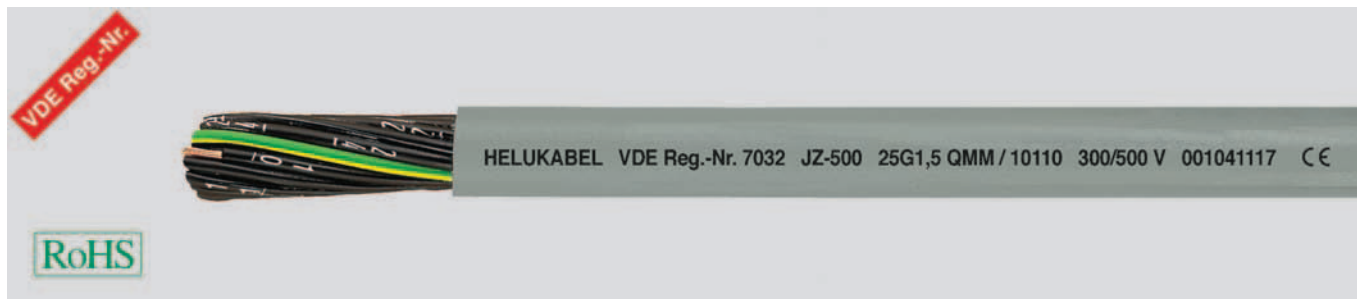 VDE Reg.-Nr.
HELUKABEL VDE Reg.-Nr. 7032 JZ-500 25G1,5 QMM / 10110 300/500 V 001041117 CE
RoHS